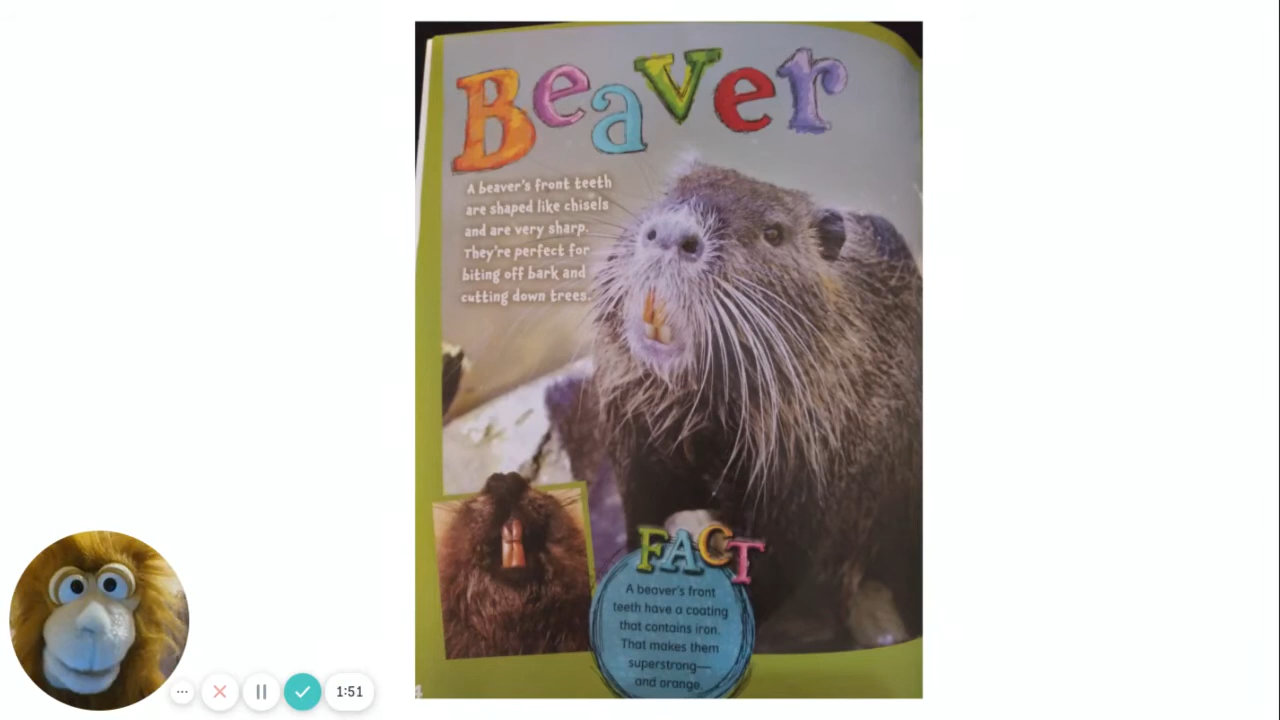 Beaver
A beaver's front teeth
are shaped like chisels
and are very sharp.
They're perfect for
biting off bark and
cutting down trees.
FACT
A beaver's front
teeth have a coating
that contains iron.
That makes them
superstrong—
and orange.
1:51